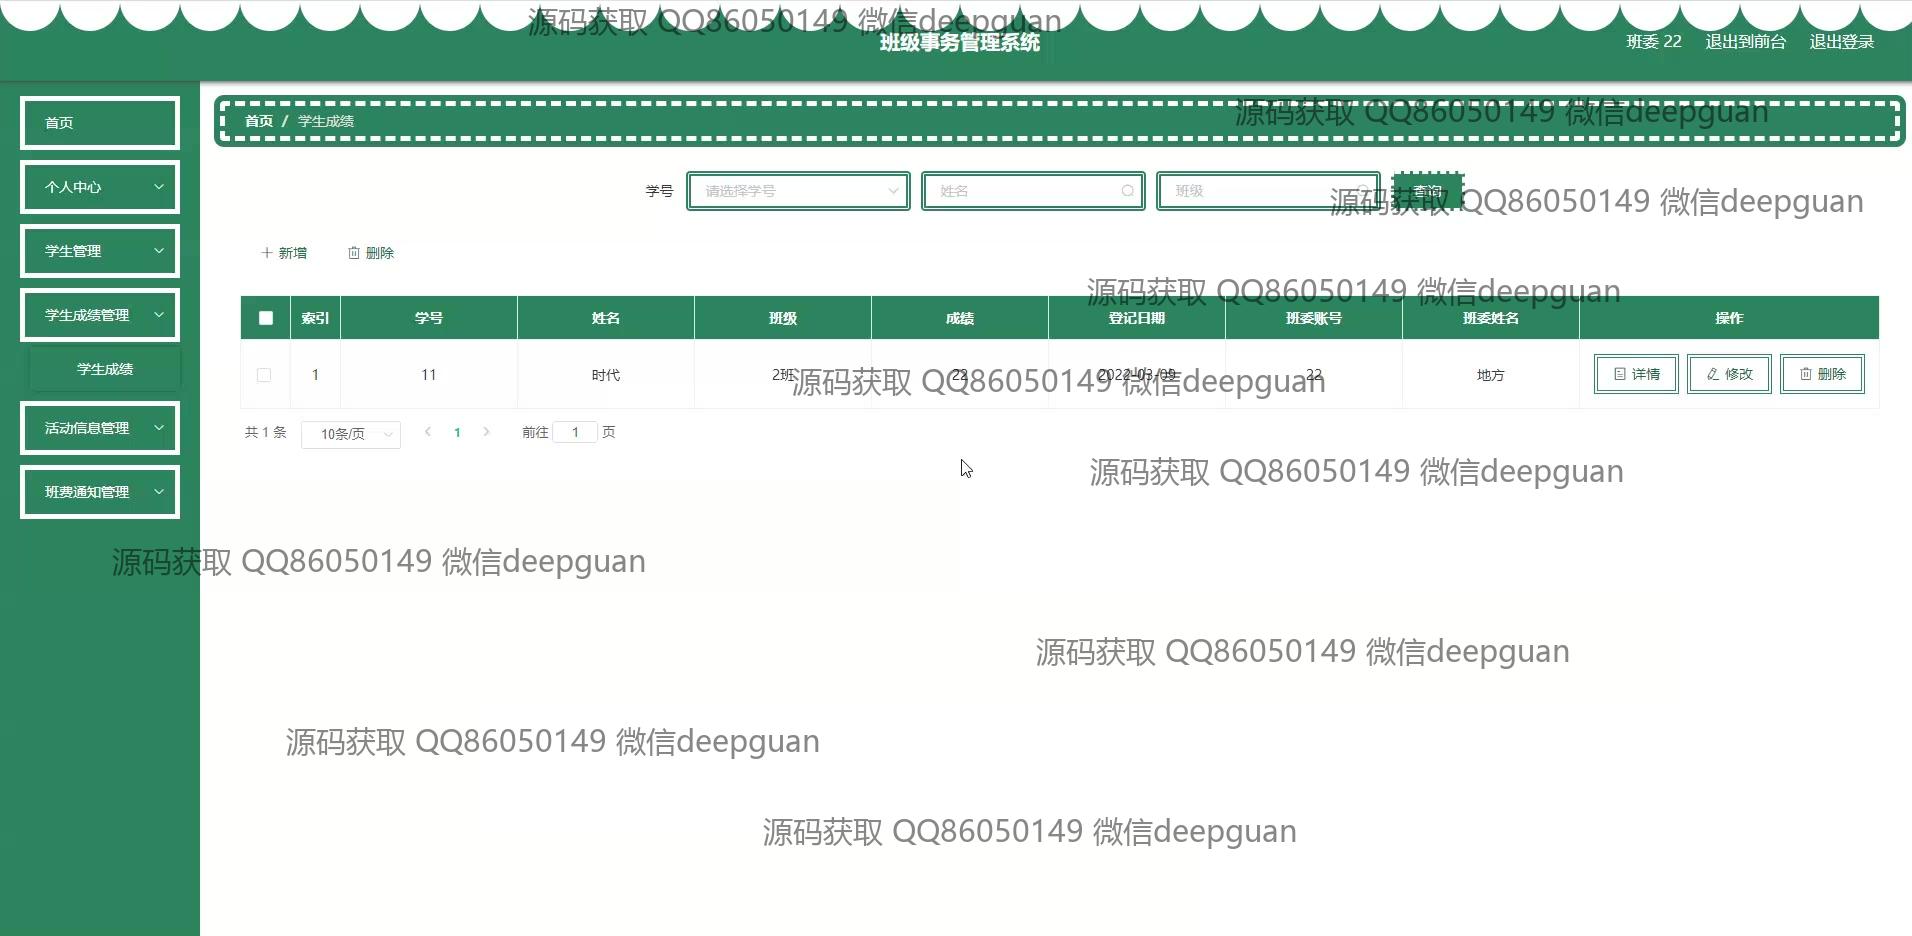 源码获取 QQ86050149 微信deepguan
班级事务管理系统
班委 22 退出到前台 退出登录
首页
个人中心
学生管理
学生成绩管理
学生成绩
活动信息管理
班费通知管理
首页 / 学生成绩
源码获取 QQ86050149 微信deepguan
学号 请选择学号 姓名 班级 查询
源码获取 QQ86050149 微信deepguan
新增 删除
源码获取 QQ86050149 微信deepguan
索引 学号 姓名 班级 成绩 登记日期 班委账号 班委姓名 操作
1 11 时代 2班 22 2022-03-09 22 地方 详情 修改 删除
源码获取 QQ86050149 微信deepguan
共 1 条 10条/页 1 前往 1 页
源码获取 QQ86050149 微信deepguan
源码获取 QQ86050149 微信deepguan
源码获取 QQ86050149 微信deepguan
源码获取 QQ86050149 微信deepguan
源码获取 QQ86050149 微信deepguan